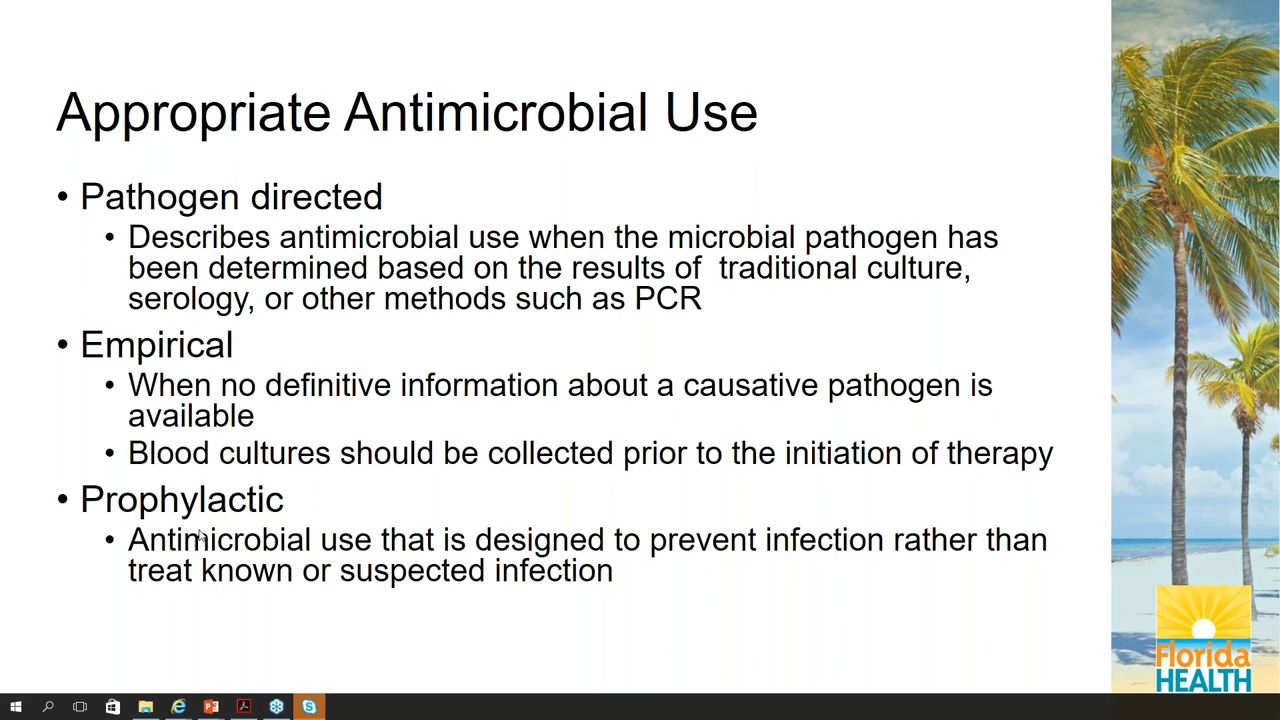 Appropriate Antimicrobial Use
• Pathogen directed
• Describes antimicrobial use when the microbial pathogen has
been determined based on the results of  traditional culture,
serology, or other methods such as PCR
• Empirical
• When no definitive information about a causative pathogen is
available
• Blood cultures should be collected prior to the initiation of therapy
• Prophylactic
• Antimicrobial use that is designed to prevent infection rather than
treat known or suspected infection
Florida
HEALTH